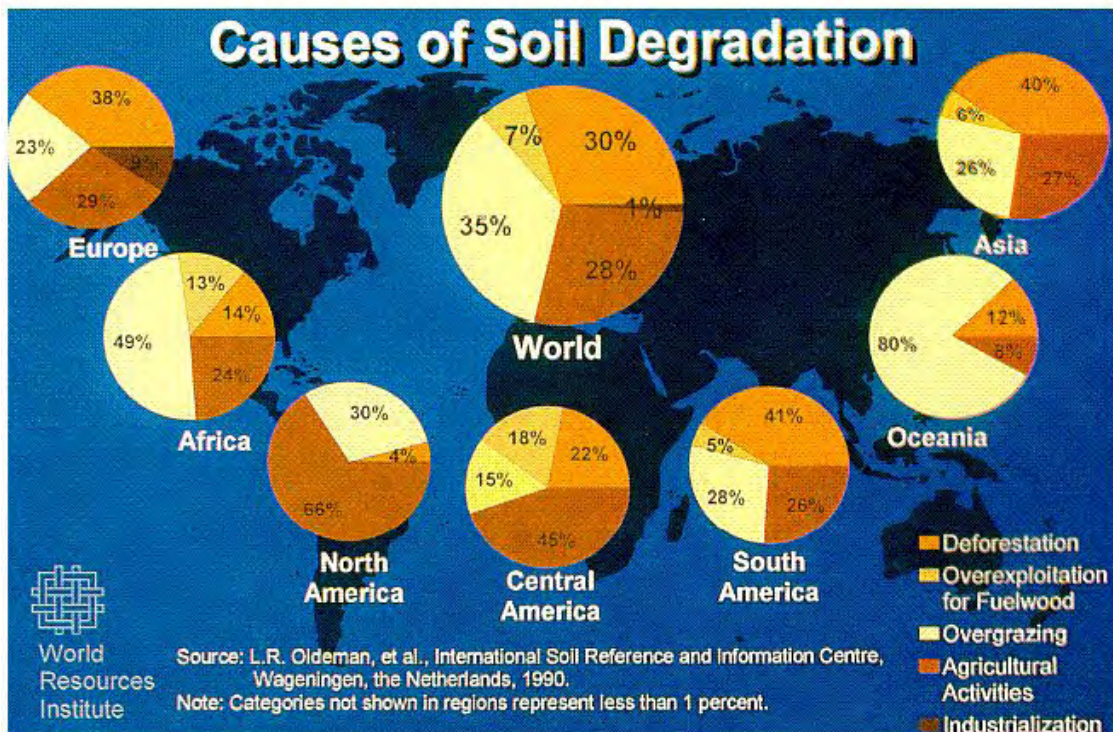 Causes of Soil Degradation
38%
23%
9%
29%
Europe
7%
30%
35%
1%
28%
World
40%
6%
26%
27%
Asia
13%
14%
49%
24%
Africa
80%
12%
8%
Oceania
30%
4%
66%
North
America
18%
22%
15%
45%
Central
America
41%
5%
28%
26%
South
America
Deforestation
Overexploitation
for Fuelwood
Overgrazing
Agricultural
Activities
Industrialization
World
Resources
Institute
Source: L.R. Oldeman, et al., International Soil Reference and Information Centre,
Wageningen, the Netherlands, 1990.
Note: Categories not shown in regions represent less than 1 percent.